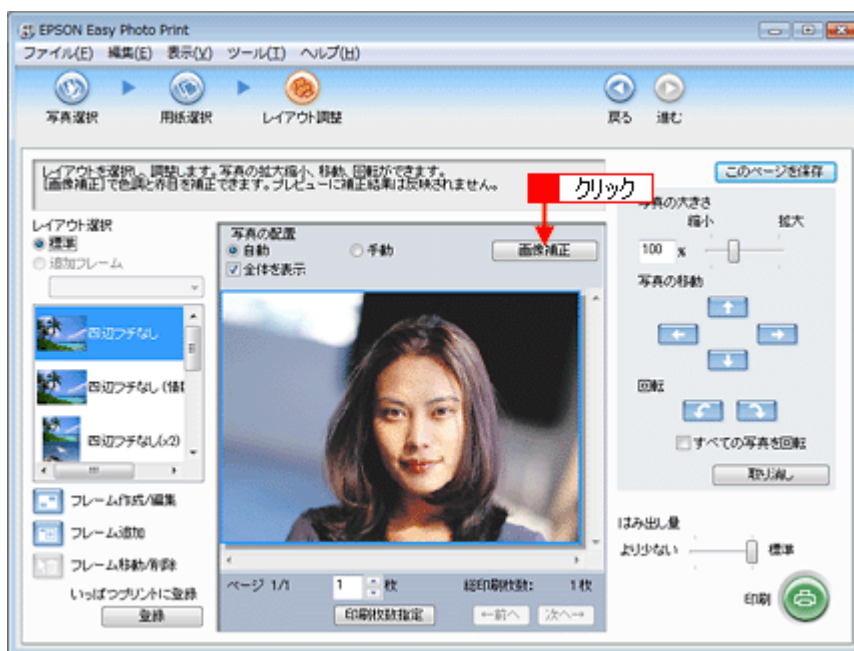 EPSON Easy Photo Print
ファイル(F) 編集(E) 表示(V) ツール(T) ヘルプ(H)
写真選択 用紙選択 レイアウト調整 戻る 進む
レイアウトを選択し、調整します。写真の拡大縮小、移動、回転ができます。
[画像補正]で色調と赤目を補正できます。プレビューに補正結果は反映されません。
このページを保存
クリック
レイアウト選択
標準
追加フレーム
四辺フチなし
四辺フチなし (情報
四辺フチなし(x2)
フレーム作成/編集
フレーム追加
フレーム移動/削除
いっぱつプリントに登録
登録
写真の配置
自動 手動 画像補正
全体を表示
ページ 1/1 1 枚 総印刷枚数: 1 枚
印刷枚数指定 ←前へ 次へ→
写真の大きさ
縮小 拡大
100 %
写真の移動
回転
すべての写真を回転
取り消し
はみ出し量
より少ない 標準
印刷